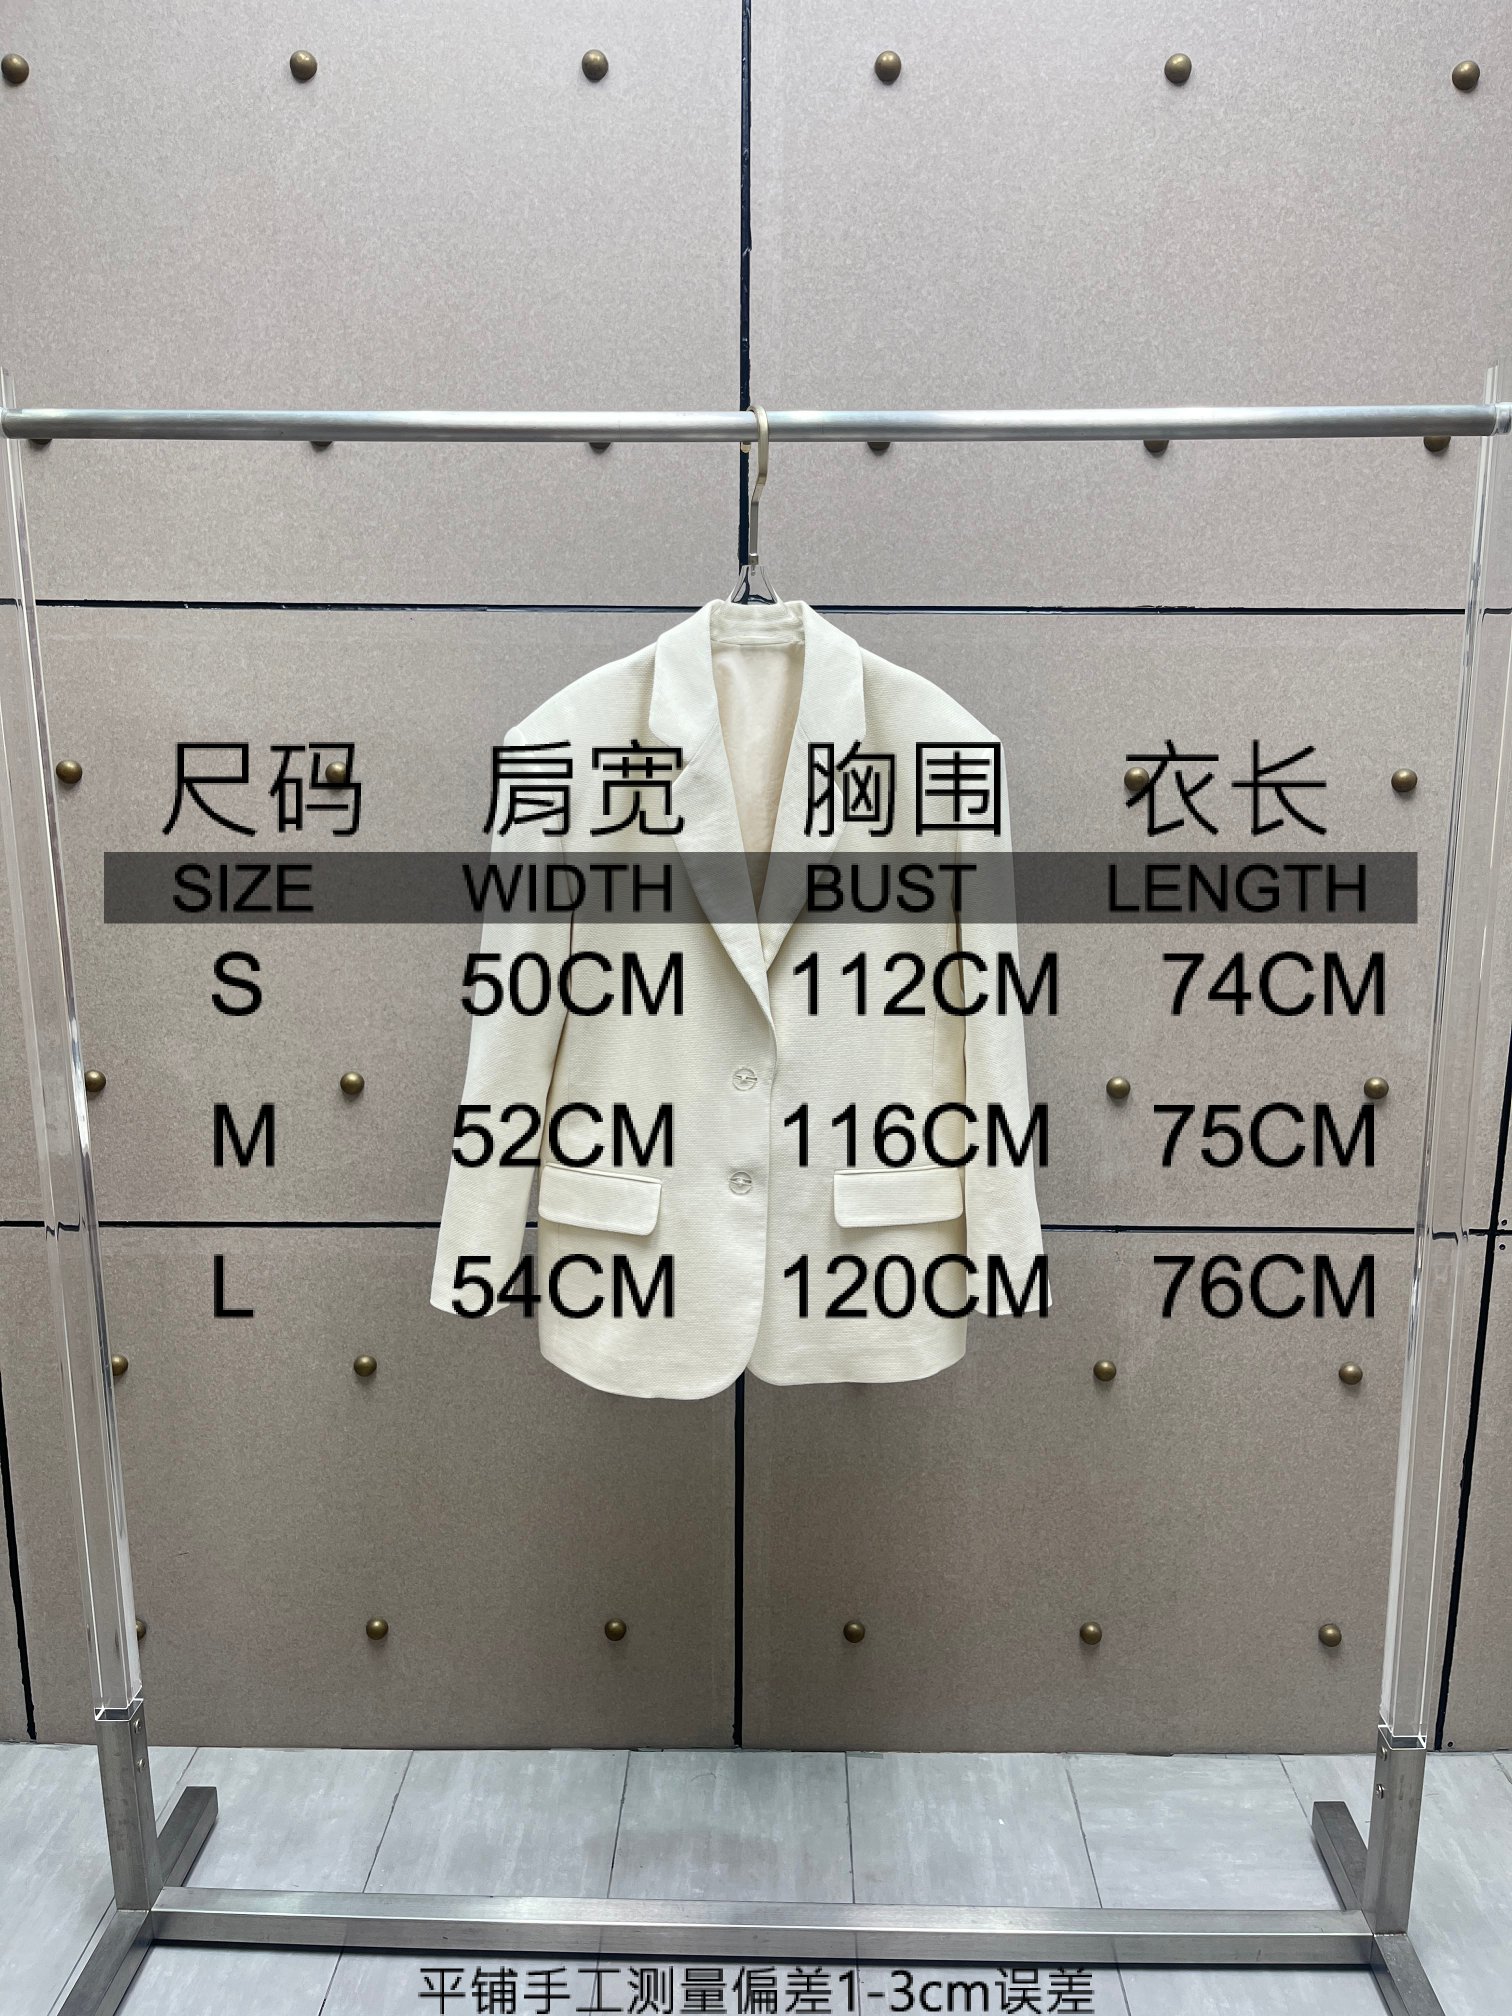 尺码 肩宽 胸围 衣长
SIZE WIDTH BUST LENGTH
S 50CM 112CM 74CM
M 52CM 116CM 75CM
L 54CM 120CM 76CM
平铺手工测量偏差1-3cm误差